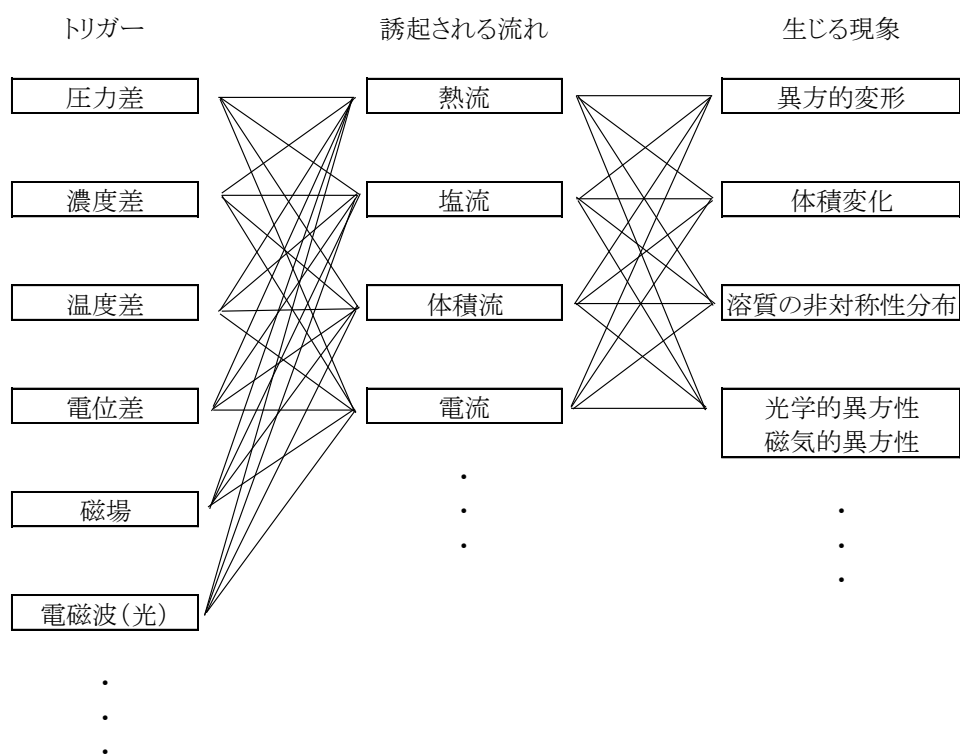 トリガー
誘起される流れ
生じる現象
圧力差
熱流
異方的変形
濃度差
塩流
体積変化
温度差
体積流
溶質の非対称性分布
電位差
電流
光学的異方性
磁気的異方性
磁場
電磁波(光)